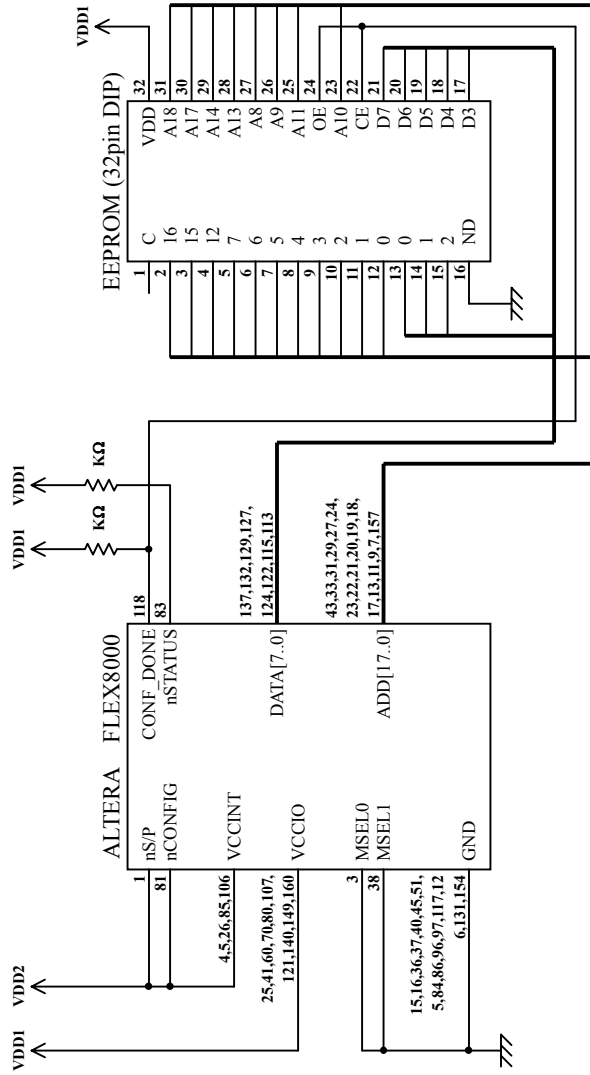 ALTERA FLEX8000
VDD1
VDD2
VDD1
VDD1
KΩ
KΩ
1
81
nS/P
nCONFIG
4,5,26,85,106
VCCINT
25,41,60,70,80,107,
121,140,149,160
VCCIO
3
38
MSEL0
MSEL1
15,16,36,37,40,45,51,
5,84,86,96,97,117,12
6,131,154
GND
CONF_DONE
nSTATUS
118
83
DATA[7..0]
137,132,129,127,
124,122,115,113
ADD[17..0]
43,33,31,29,27,24,
23,22,21,20,19,18,
17,13,11,9,7,157
EEPROM (32pin DIP)
VDD1
1 C VDD 32
2 16 A18 31
3 15 A17 30
4 12 A14 29
5 7 A13 28
6 6 A8 27
7 5 A9 26
8 4 A11 25
9 3 OE 24
10 2 A10 23
11 1 CE 22
12 0 D7 21
13 0 D6 20
14 1 D5 19
15 2 D4 18
16 ND D3 17